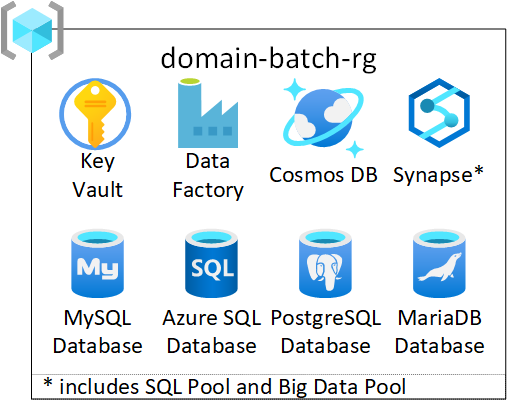 domain-batch-rg
Key
Vault
Data
Factory
Cosmos DB
Synapse*
My
SQL
MySQL
Database
Azure SQL
Database
PostgreSQL
Database
MariaDB
Database
* includes SQL Pool and Big Data Pool